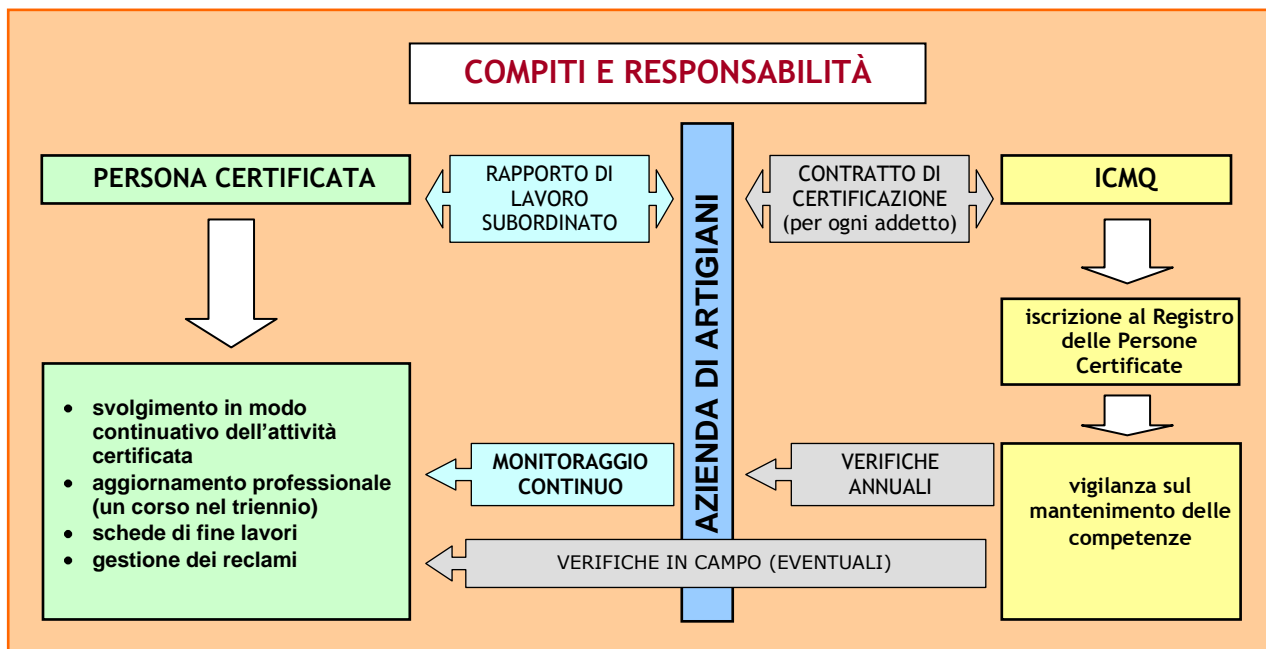 COMPITI E RESPONSABILITÀ
PERSONA CERTIFICATA
RAPPORTO DI
LAVORO
SUBORDINATO
AZIENDA DI ARTIGIANI
CONTRATTO DI
CERTIFICAZIONE
(per ogni addetto)
ICMQ
iscrizione al Registro
delle Persone
Certificate
• svolgimento in modo
continuativo dell’attività
certificata
• aggiornamento professionale
(un corso nel triennio)
• schede di fine lavori
• gestione dei reclami
MONITORAGGIO
CONTINUO
VERIFICHE
ANNUALI
vigilanza sul
mantenimento delle
competenze
VERIFICHE IN CAMPO (EVENTUALI)